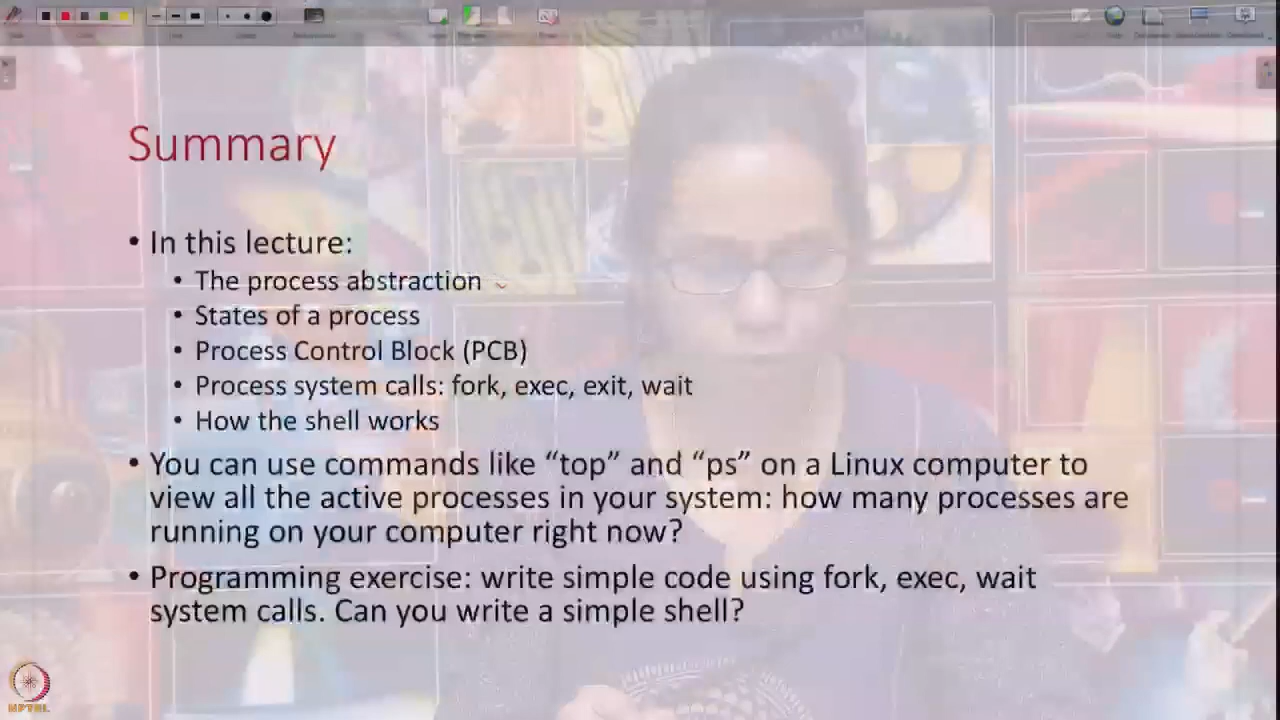 Summary
• In this lecture:
• The process abstraction
• States of a process
• Process Control Block (PCB)
• Process system calls: fork, exec, exit, wait
• How the shell works
• You can use commands like “top” and “ps” on a Linux computer to
view all the active processes in your system: how many processes are
running on your computer right now?
• Programming exercise: write simple code using fork, exec, wait
system calls. Can you write a simple shell?
NPTEL